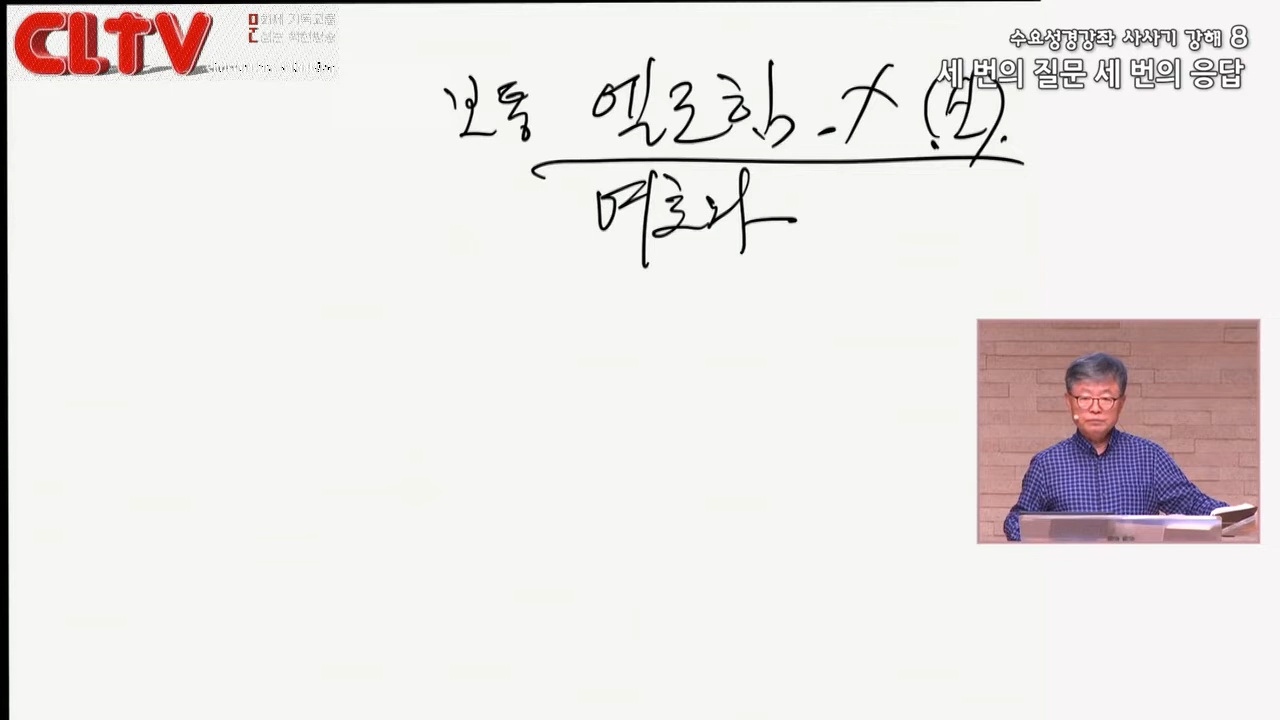 CLTV
수요성경강좌 사사기 강해 8
세 번의 질문 세 번의 응답
보통 엘로힘. X (신).
여호와